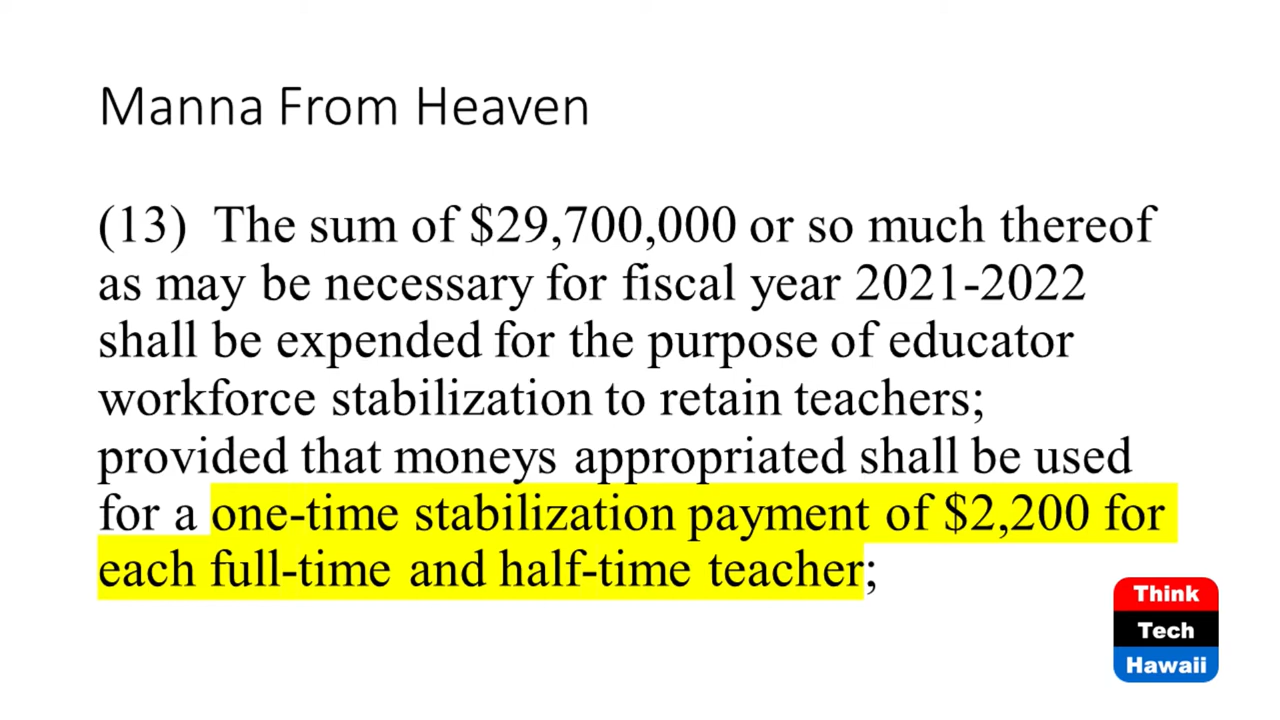 Manna From Heaven
(13)  The sum of $29,700,000 or so much thereof
as may be necessary for fiscal year 2021-2022
shall be expended for the purpose of educator
workforce stabilization to retain teachers;
provided that moneys appropriated shall be used
for a one-time stabilization payment of $2,200 for
each full-time and half-time teacher;
Think
Tech
Hawaii